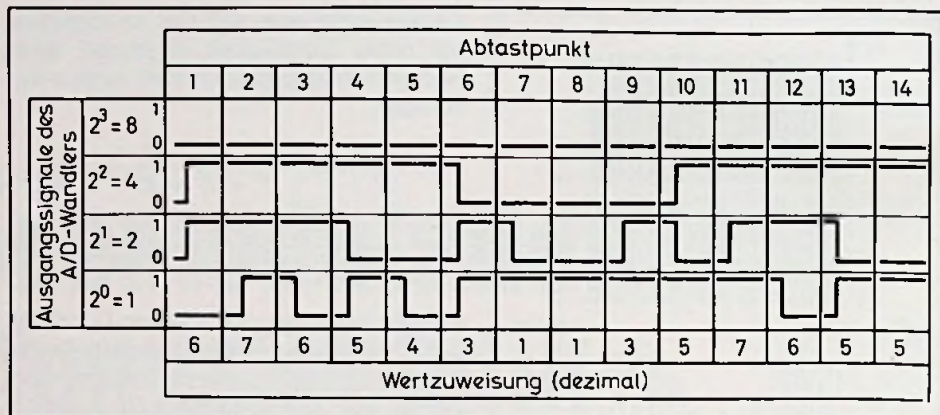 Abtastpunkt
1 2 3 4 5 6 7 8 9 10 11 12 13 14
Ausgangssignale des
A/D-Wanders
2³=8 1 0
2²=4 1 0
2¹=2 1 0
2⁰=1 1 0
6 7 6 5 4 3 1 1 3 5 7 6 5 5
Wertzuweisung (dezimal)